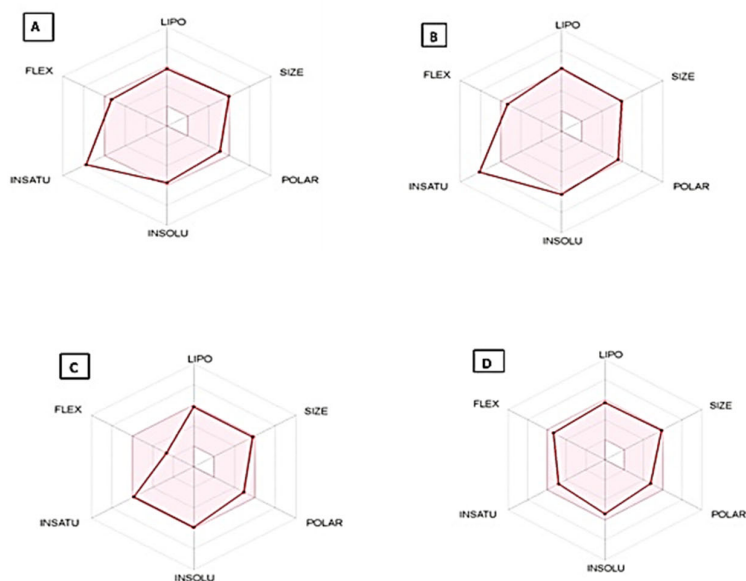 A
LIPO
FLEX
SIZE
INSATU
POLAR
INSOLU
B
LIPO
FLEX
SIZE
INSATU
POLAR
INSOLU
C
LIPO
FLEX
SIZE
INSATU
POLAR
INSOLU
D
LIPO
FLEX
SIZE
INSATU
POLAR
INSOLU